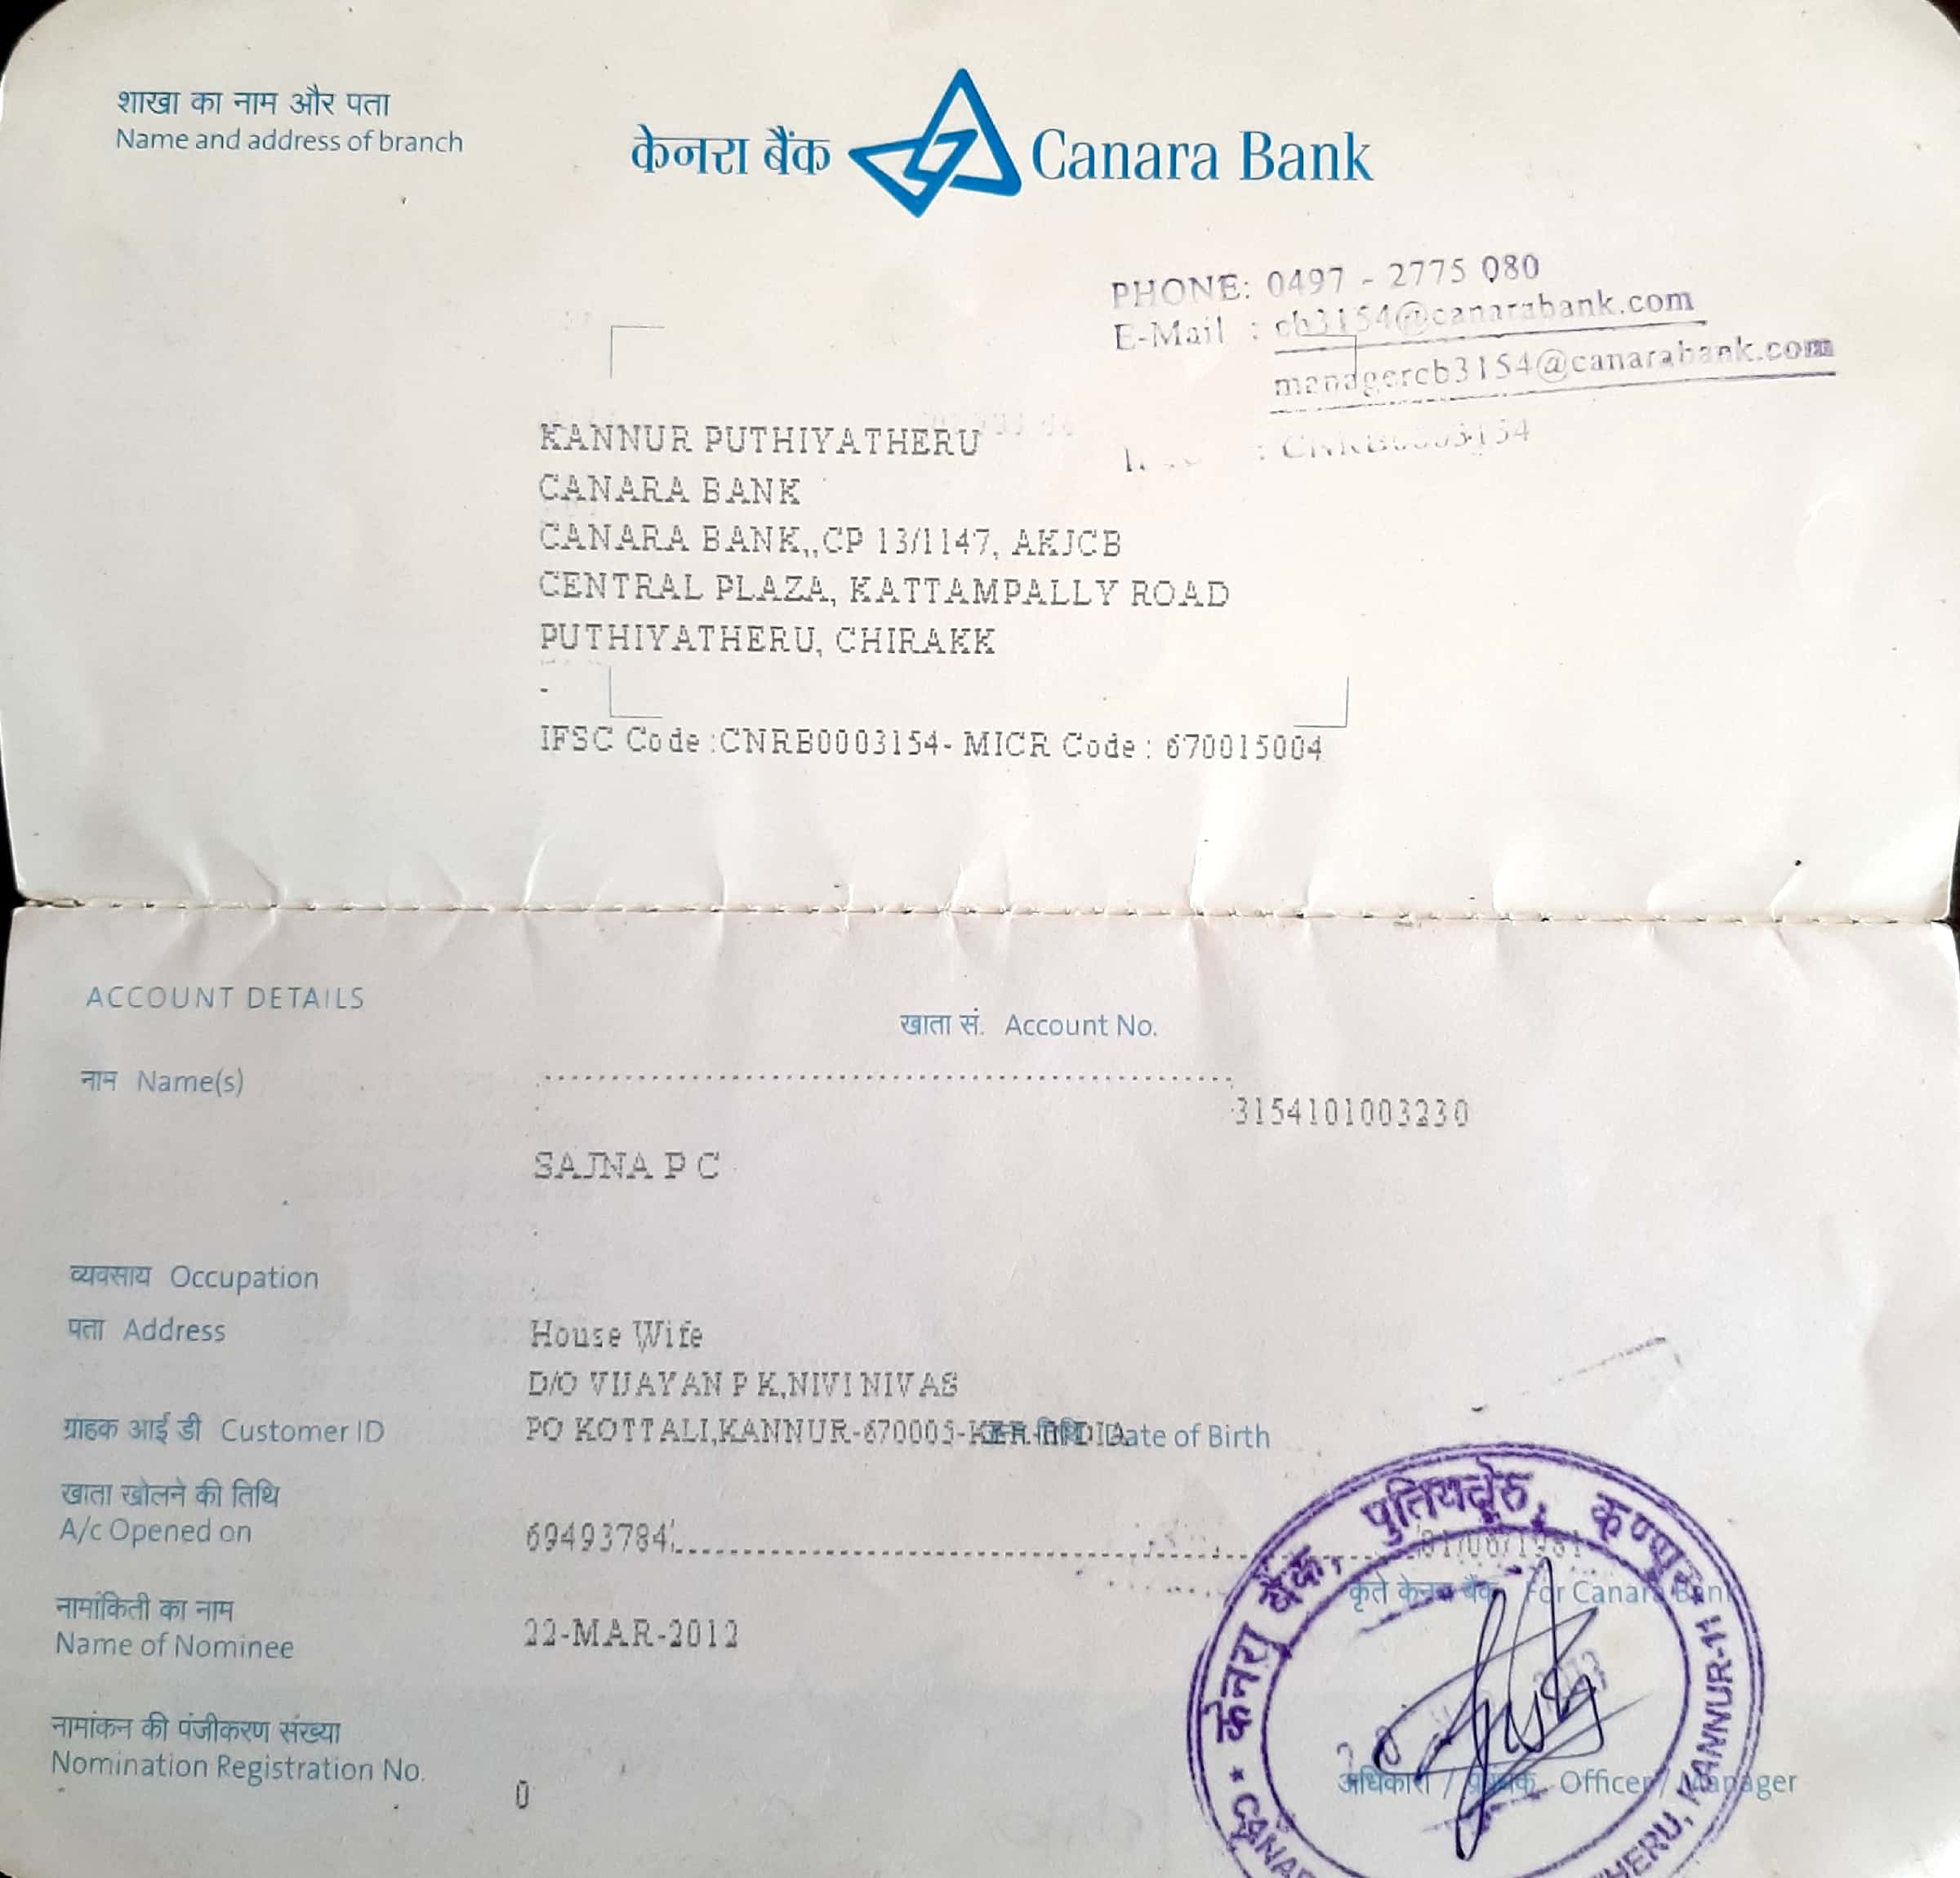 शाखा का नाम और पता
Name and address of branch
केनरा बैंक Canara Bank
PHONE: 0497 - 2775 080
E-Mail : cb3154@canarabank.com
managercb3154@canarabank.com
: CNRB0003154
KANNUR PUTHIYATHERU
CANARA BANK
CANARA BANK,,CP 13/1147, AKJCB
CENTRAL PLAZA, KATTAMPALLY ROAD
PUTHIYATHERU, CHIRAKK
-
IFSC Code :CNRB0003154- MICR Code : 670015004
ACCOUNT DETAILS
खाता सं. Account No.
नाम Name(s)
3154101003230
SAJNA P C
व्यवसाय Occupation
पता Address
House Wife
D/O VIJAYAN P K,NIVI NIVAS
ग्राहक आई डी Customer ID
PO KOTTALI,KANNUR-670005-KER-INDIA
जन्म तिथि Date of Birth
खाता खोलने की तिथि
A/c Opened on
69493784
01/06/1981
कृते केनरा बैंक For Canara Bank
नामांकिती का नाम
Name of Nominee
22-MAR-2012
नामांकन की पंजीकरण संख्या
Nomination Registration No.
0
अधिकारी / प्रबंधक Officer / Manager
केनरा बैंक, पुतियत्रेरु, कण्णूर
KANNUR-11